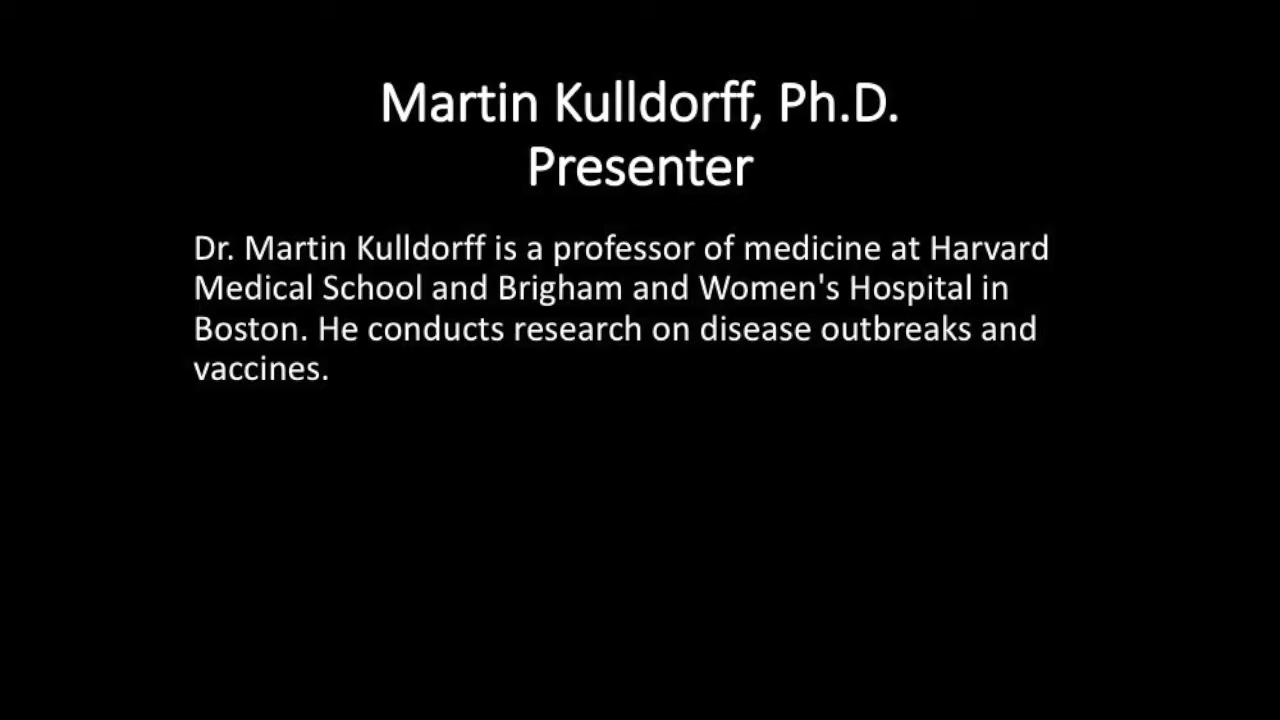 Martin Kulldorff, Ph.D.
Presenter
Dr. Martin Kulldorff is a professor of medicine at Harvard
Medical School and Brigham and Women's Hospital in
Boston. He conducts research on disease outbreaks and
vaccines.